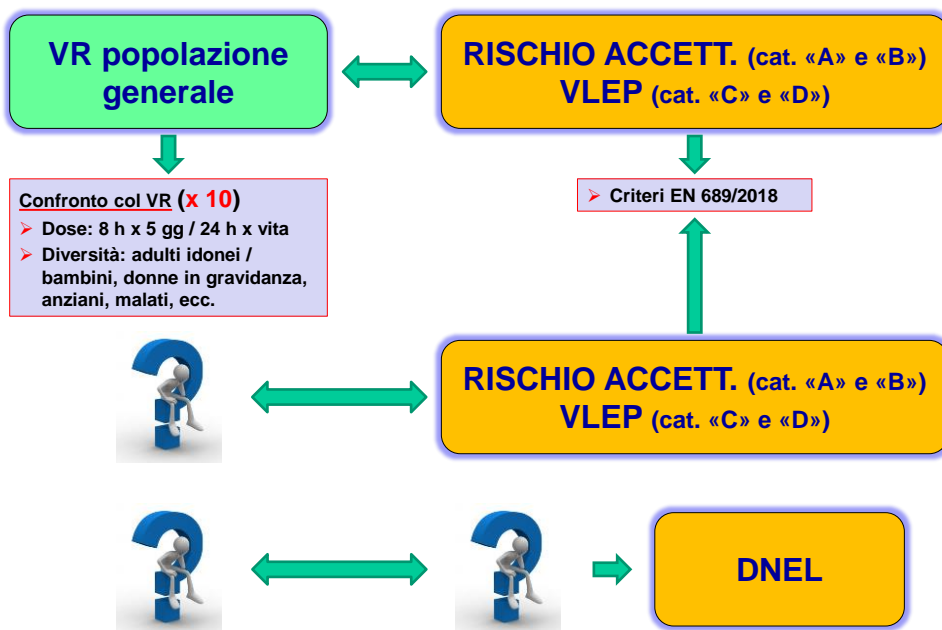 VR popolazione
generale
RISCHIO ACCETT. (cat. «A» e «B»)
VLEP (cat. «C» e «D»)
Confronto col VR (x 10)
➢ Dose: 8 h x 5 gg / 24 h x vita
➢ Diversità: adulti idonei /
bambini, donne in gravidanza,
anziani, malati, ecc.
➢ Criteri EN 689/2018
RISCHIO ACCETT. (cat. «A» e «B»)
VLEP (cat. «C» e «D»)
DNEL